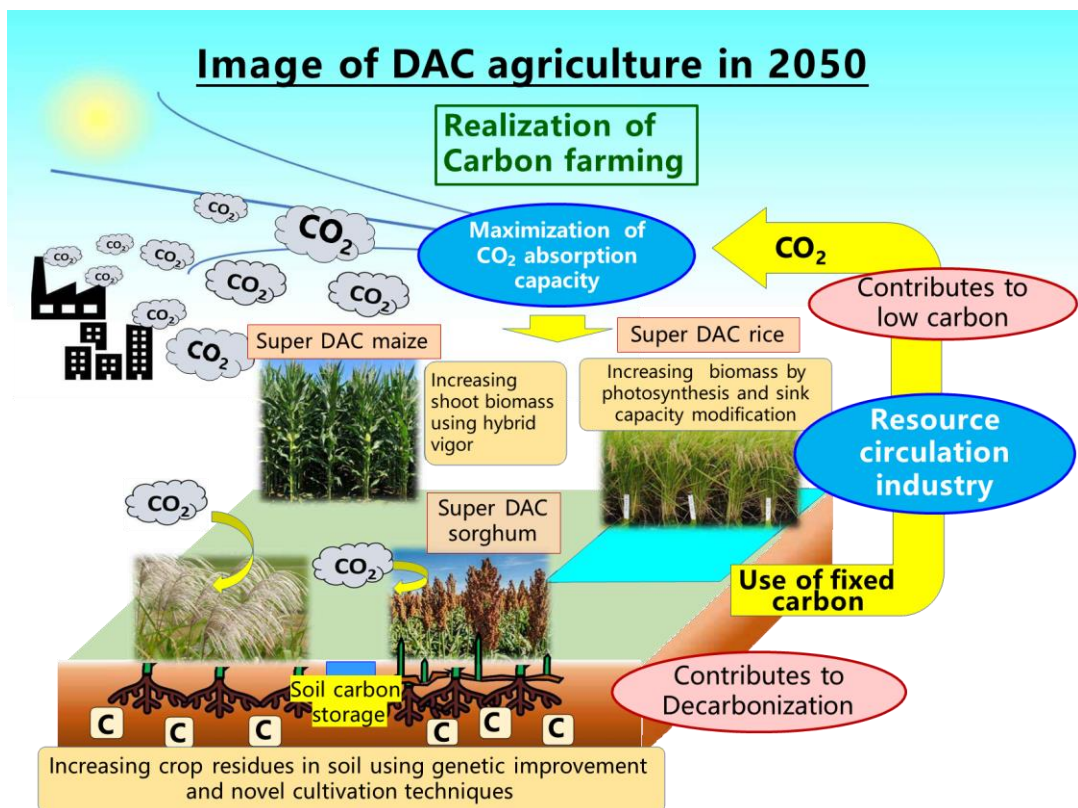 Image of DAC agriculture in 2050
Realization of
Carbon farming
CO2
CO2
CO2
CO2
CO2
CO2
CO2
CO2
CO2
CO2
Maximization of
CO2 absorption
capacity
CO2
Contributes to
low carbon
Super DAC maize
Increasing
shoot biomass
using hybrid
vigor
Super DAC rice
Increasing biomass by
photosynthesis and sink
capacity modification
Resource
circulation
industry
CO2
Super DAC
sorghum
CO2
Use of fixed
carbon
Soil carbon
storage
C
C
C
C
C
C
Contributes to
Decarbonization
Increasing crop residues in soil using genetic improvement
and novel cultivation techniques